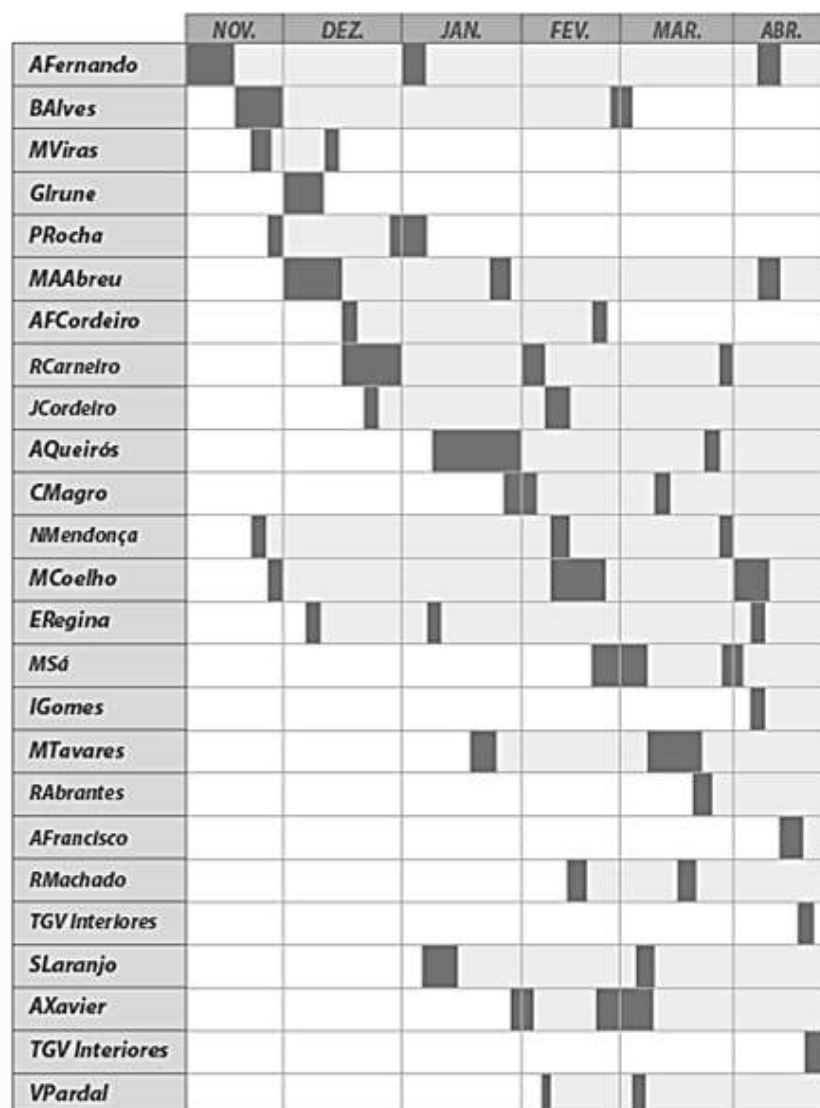 NOV. DEZ. JAN. FEV. MAR. ABR.
AFernando
BAlves
MViras
GIrune
PRocha
MAAbreu
AFCordeiro
RCarneiro
JCordeiro
AQueirós
CMagro
NMendonça
MCoelho
ERegina
MSá
IGomes
MTavares
RAbrantes
AFrancisco
RMachado
TGV Interiores
SLaranjo
AXavier
TGV Interiores
VPardal